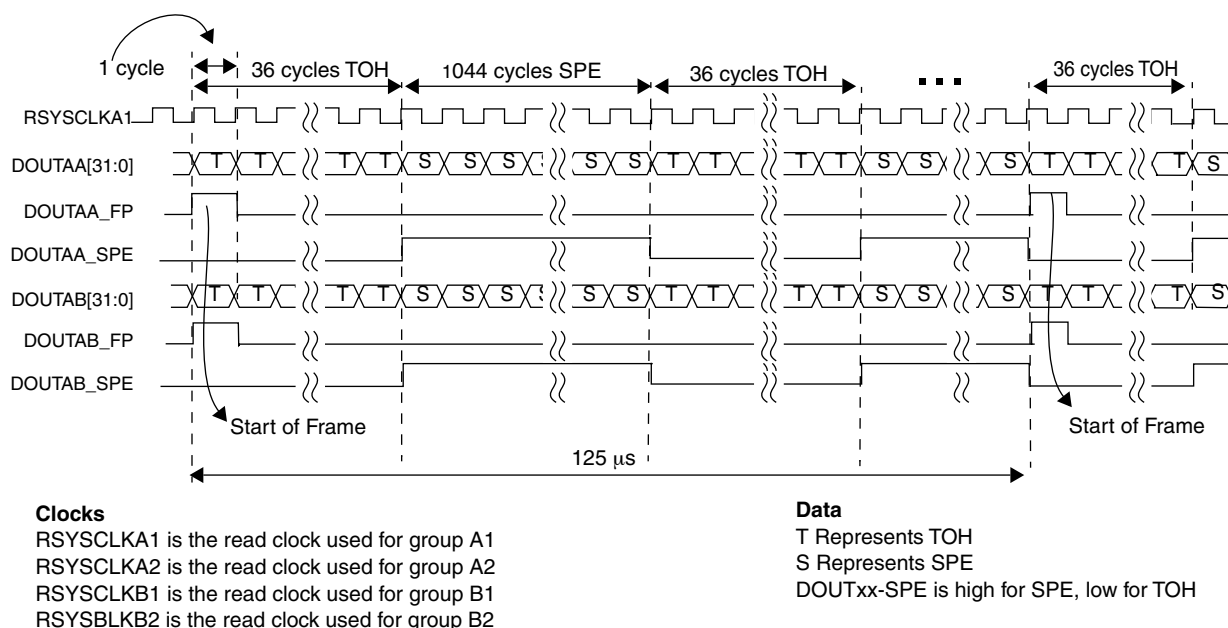 1 cycle
36 cycles TOH
1044 cycles SPE
36 cycles TOH
36 cycles TOH
RSYSCLKA1
DOUTAA[31:0]
T T T T S S S S S S T T T T S S S T T T S
DOUTAA_FP
DOUTAA_SPE
DOUTAB[31:0]
T T T T S S S S S S T T T T S S S T T T S
DOUTAB_FP
DOUTAB_SPE
Start of Frame
Start of Frame
125 μs
Clocks
RSYSCLKA1 is the read clock used for group A1
RSYSCLKA2 is the read clock used for group A2
RSYSCLKB1 is the read clock used for group B1
RSYSBLKB2 is the read clock used for group B2
Data
T Represents TOH
S Represents SPE
DOUTxx-SPE is high for SPE, low for TOH